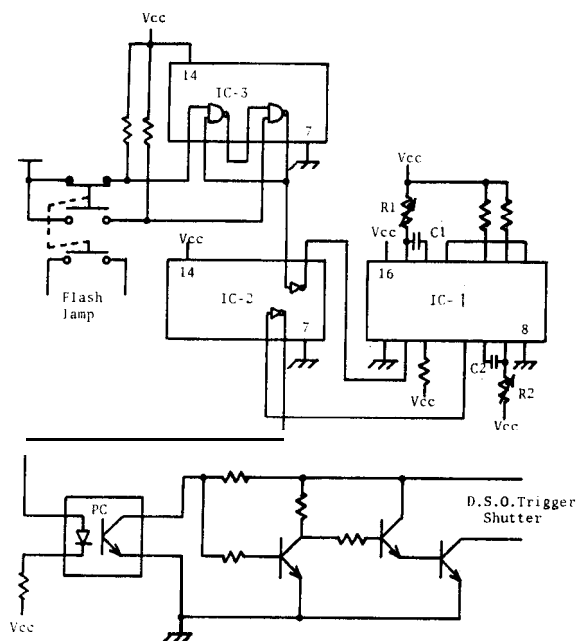 Vcc
14
IC-3
7
Vcc
R1
C1
Vcc
16
IC-1
8
Vcc
14
IC-2
7
Flash
lamp
C2
R2
Vcc
Vcc
PC
D.S.O.Trigger
Shutter
Vcc